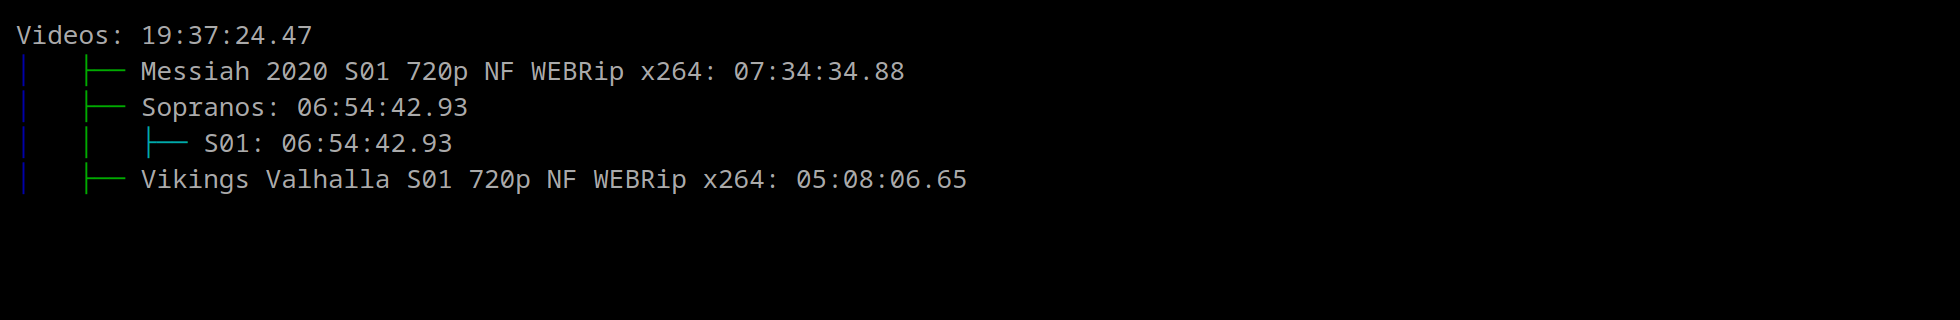 Videos: 19:37:24.47
│   ├── Messiah 2020 S01 720p NF WEBRip x264: 07:34:34.88
│   ├── Sopranos: 06:54:42.93
│   │   ├── S01: 06:54:42.93
│   ├── Vikings Valhalla S01 720p NF WEBRip x264: 05:08:06.65